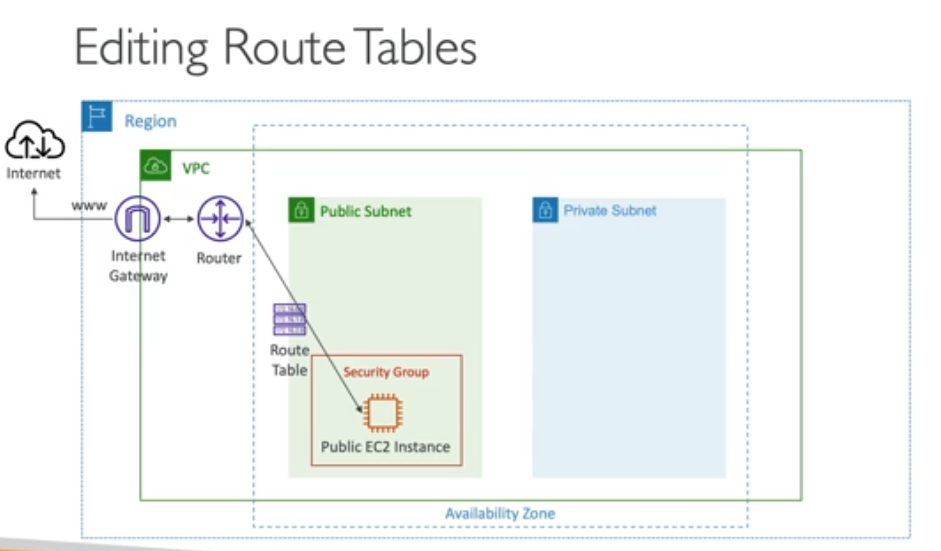 Editing Route Tables
Region
Internet
VPC
www
Public Subnet
Private Subnet
Internet
Gateway
Router
Route
Table
Security Group
Public EC2 Instance
Availability Zone